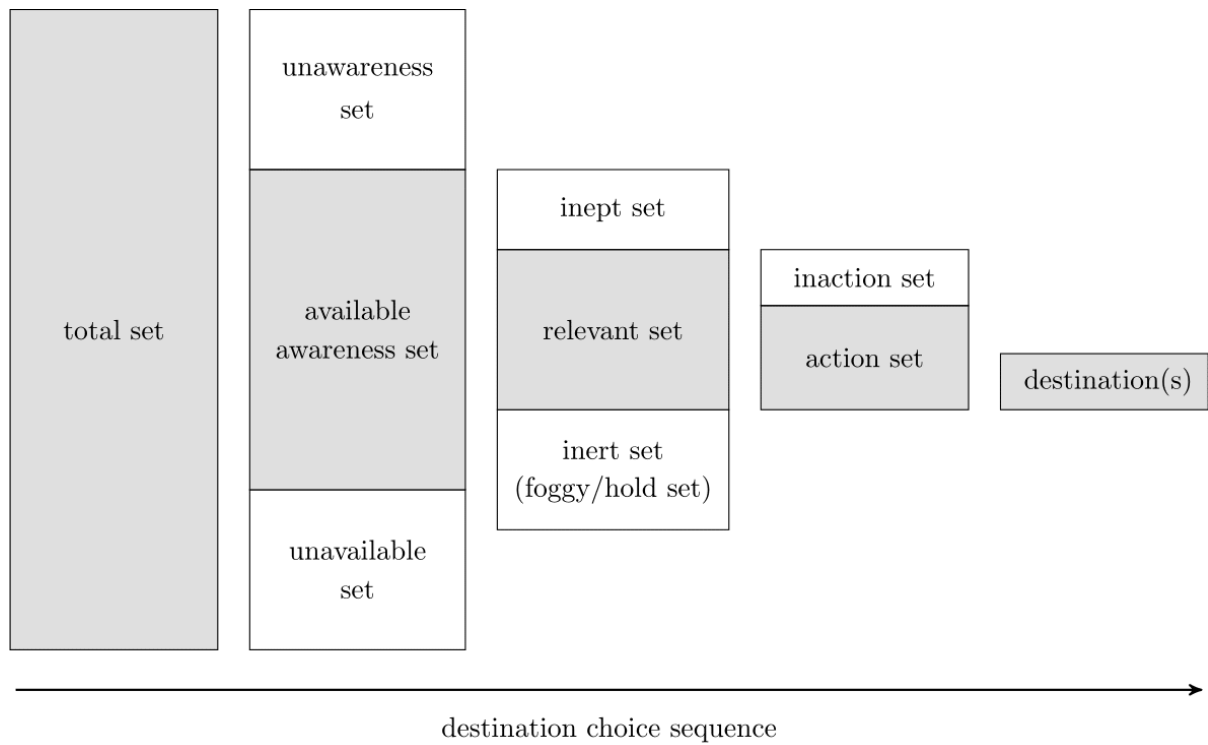 total set
unawareness
set
available
awareness set
unavailable
set
inept set
relevant set
inert set
(foggy/hold set)
inaction set
action set
destination(s)
destination choice sequence